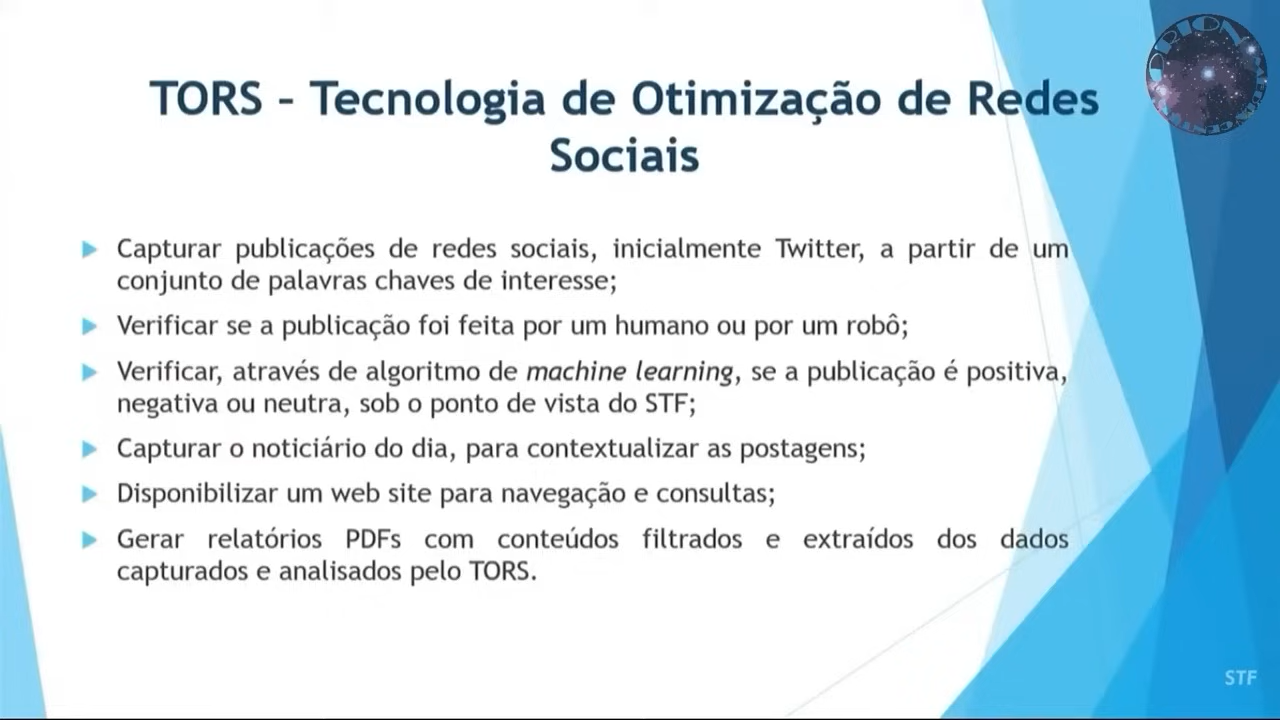 TORS - Tecnologia de Otimização de Redes
Sociais
Capturar publicações de redes sociais, inicialmente Twitter, a partir de um
conjunto de palavras chaves de interesse;
Verificar se a publicação foi feita por um humano ou por um robô;
Verificar, através de algoritmo de machine learning, se a publicação é positiva,
negativa ou neutra, sob o ponto de vista do STF;
Capturar o noticiário do dia, para contextualizar as postagens;
Disponibilizar um web site para navegação e consultas;
Gerar relatórios PDFs com conteúdos filtrados e extraídos dos dados
capturados e analisados pelo TORS.
STF